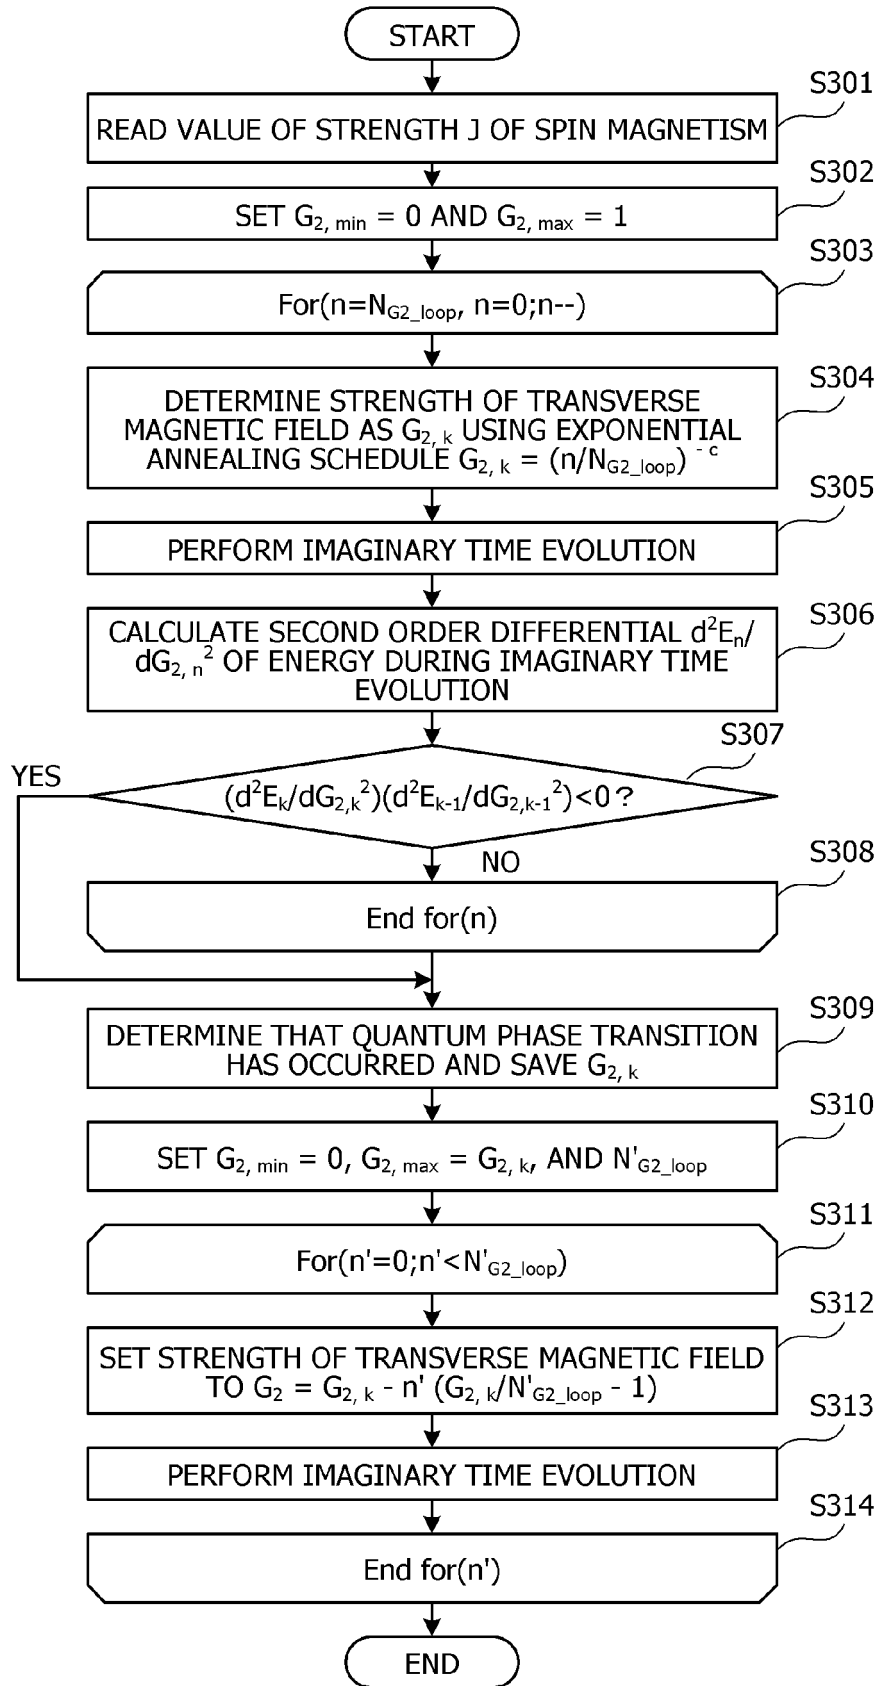 START
S301
READ VALUE OF STRENGTH J OF SPIN MAGNETISM
S302
SET G2, min = 0 AND G2, max = 1
S303
For(n=NG2_loop, n=0;n--)
S304
DETERMINE STRENGTH OF TRANSVERSE
MAGNETIC FIELD AS G2, k USING EXPONENTIAL
ANNEALING SCHEDULE G2, k = (n/NG2_loop) - c
S305
PERFORM IMAGINARY TIME EVOLUTION
S306
CALCULATE SECOND ORDER DIFFERENTIAL d²En/
dG2, n² OF ENERGY DURING IMAGINARY TIME
EVOLUTION
S307
YES
(d²Ek/dG2,k²)(d²Ek-1/dG2,k-1²)<0?
NO
S308
End for(n)
S309
DETERMINE THAT QUANTUM PHASE TRANSITION
HAS OCCURRED AND SAVE G2, k
S310
SET G2, min = 0, G2, max = G2, k, AND N'G2_loop
S311
For(n'=0;n'<N'G2_loop)
S312
SET STRENGTH OF TRANSVERSE MAGNETIC FIELD
TO G2 = G2, k - n' (G2, k/N'G2_loop - 1)
S313
PERFORM IMAGINARY TIME EVOLUTION
S314
End for(n')
END